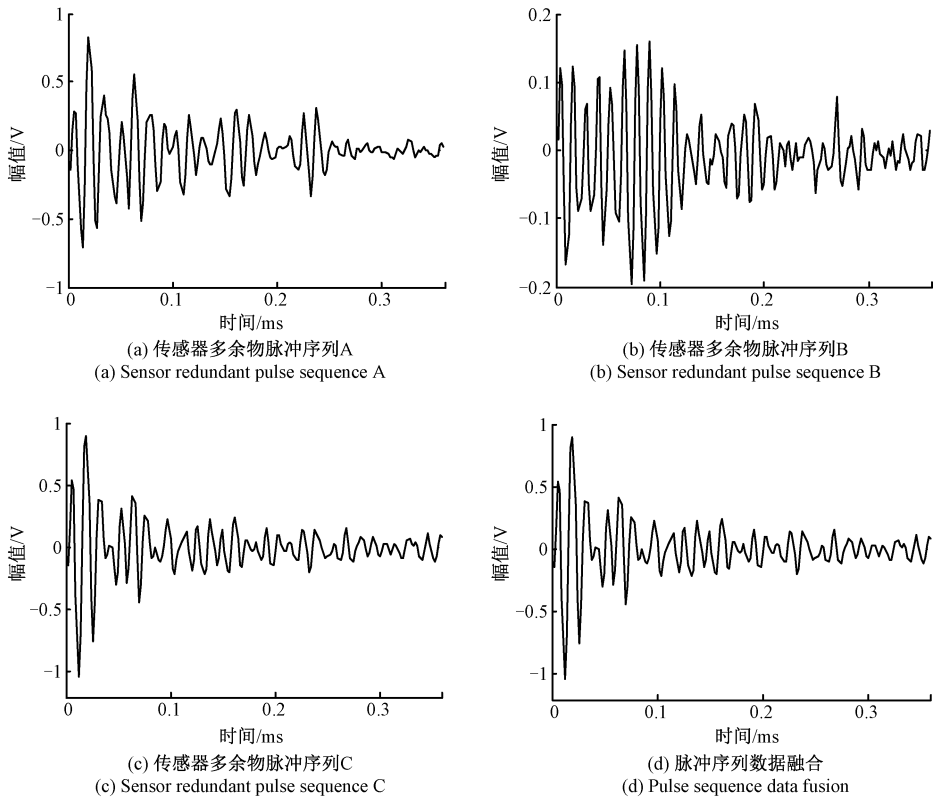 1
0.5
0
−0.5
−1
幅值/V
0 0.1 0.2 0.3
时间/ms
(a) 传感器多余物脉冲序列A
(a) Sensor redundant pulse sequence A
0.2
0.1
0
−0.1
−0.2
幅值/V
0 0.1 0.2 0.3
时间/ms
(b) 传感器多余物脉冲序列B
(b) Sensor redundant pulse sequence B
1
0.5
0
−0.5
−1
幅值/V
0 0.1 0.2 0.3
时间/ms
(c) 传感器多余物脉冲序列C
(c) Sensor redundant pulse sequence C
1
0.5
0
−0.5
−1
幅值/V
0 0.1 0.2 0.3
时间/ms
(d) 脉冲序列数据融合
(d) Pulse sequence data fusion